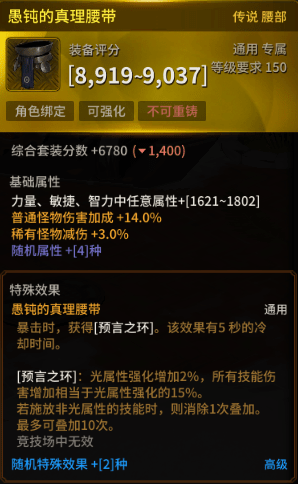 愚钝的真理腰带 传说 腰部
装备评分 通用 专属
[8,919~9,037] 等级要求 150
角色绑定 可强化 不可重铸
综合套装分数 +6780 (▼1,400)
基础属性
力量、敏捷、智力中任意属性+[1621~1802]
普通怪物伤害加成 +14.0%
稀有怪物减伤 +3.0%
随机属性 +[4]种
特殊效果
愚钝的真理腰带 通用
暴击时，获得[预言之环]。该效果有5 秒的冷
却时间。
[预言之环]：光属性强化增加2%，所有技能伤
害增加相当于光属性强化的15%。
若施放非光属性的技能时，则消除1次叠加。
最多可叠加10次。
竞技场中无效
随机特殊效果 +[2]种 高级